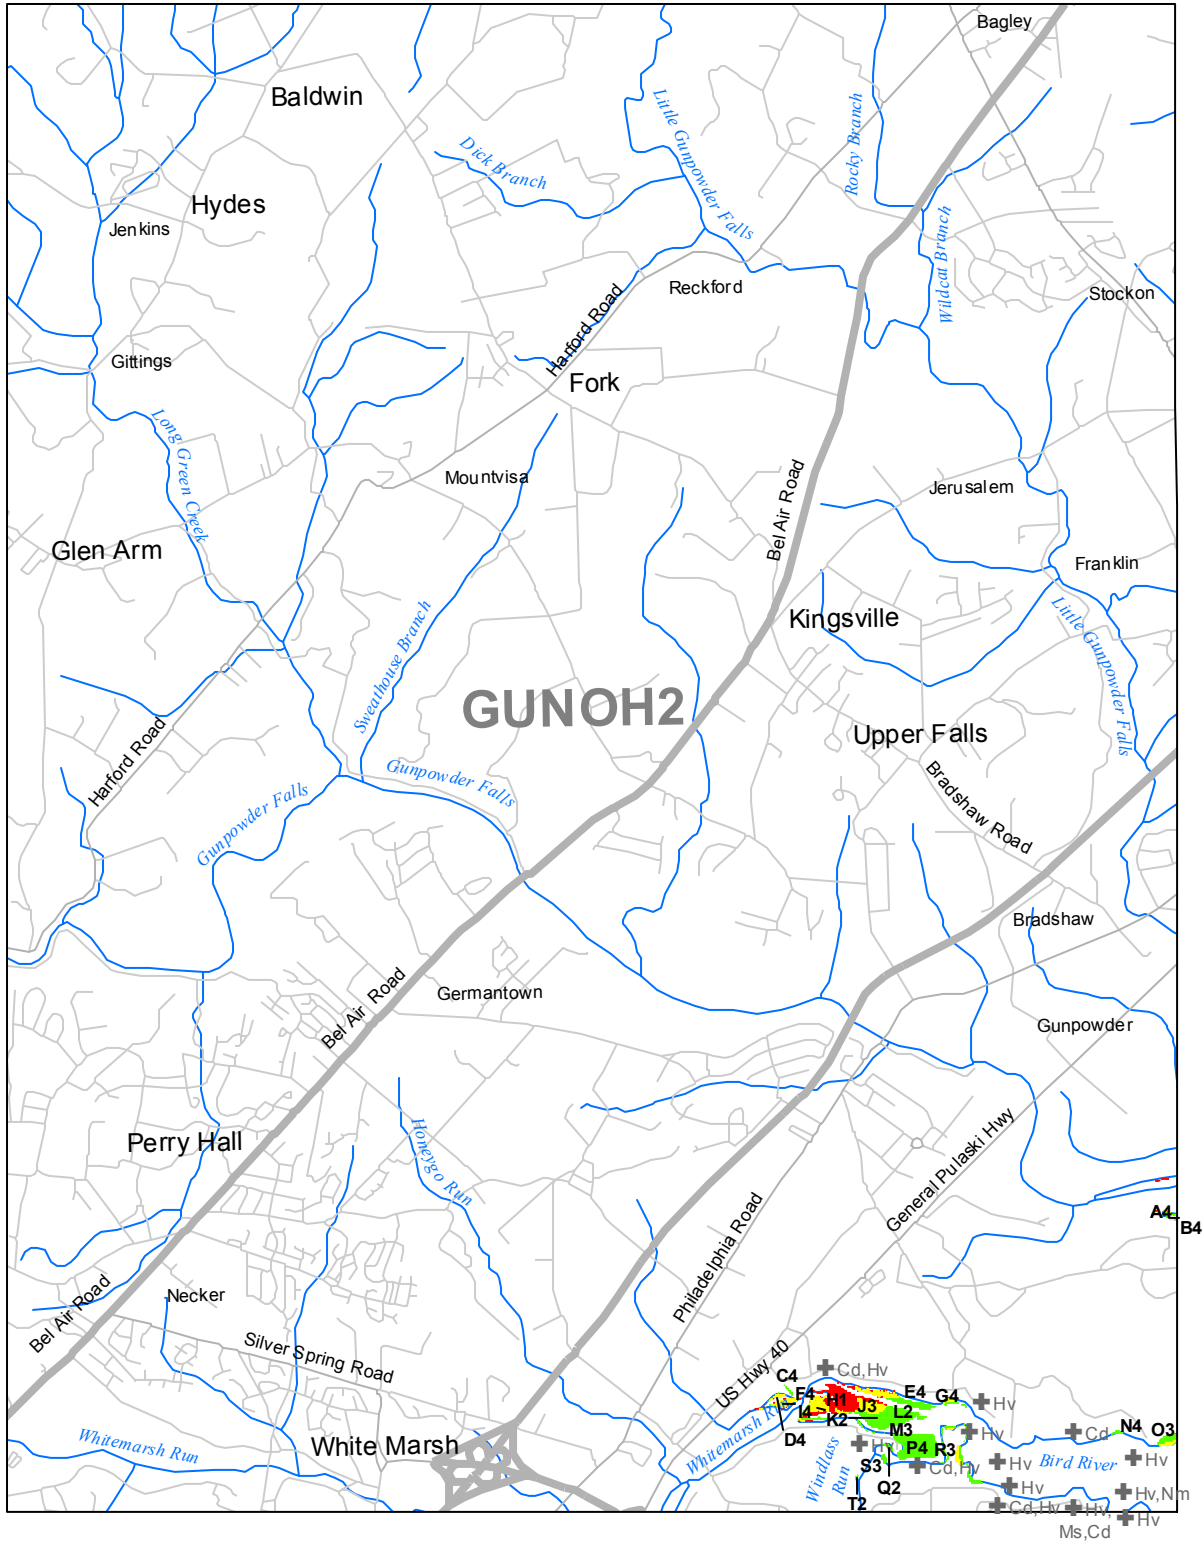 Bagley
Baldwin
Little Gunpowder Falls
Rocky Branch
Dick Branch
Hydes
Jenkins
Wildcat Branch
Reckford
Stockon
Harford Road
Gittings
Fork
Long Green Creek
Mountvisa
Jerusalem
Bel Air Road
Glen Arm
Franklin
Kingsville
Little Gunpowder Falls
Sweathouse Branch
GUNOH2
Upper Falls
Harford Road
Gunpowder Falls
Gunpowder Falls
Bradshaw Road
Bradshaw
Germantown
Bel Air Road
Gunpowder
Perry Hall
Honeygo Run
General Pulaski Hwy
Philadelphia Road
A4
B4
Necker
Bel Air Road
Silver Spring Road
US Hwy 40
Cd,Hv
C4
F4
H1
E4
G4
Hv
I4
J3
L2
K2
M3
N4
O3
Cd
Hv
D4
Hv
P4
R3
Whitemarsh Run
White Marsh
Whitemarsh Run
Windlass
Run
S3
Cd,Hv
Hv
Bird River
Hv
Q2
Hv
Hv,Nm
T2
Cd,Hv
Hv,
Ms,Cd
Hv